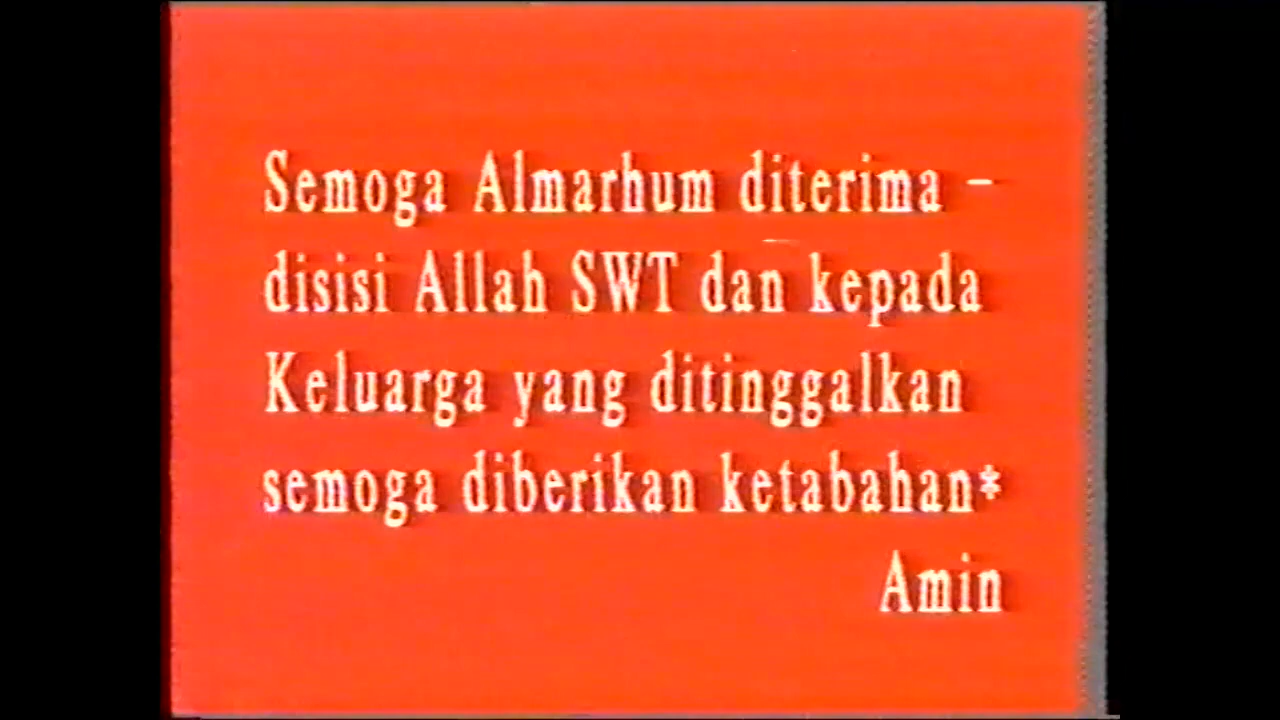 Semoga Almarhum diterima -
disisi Allah SWT dan kepada
Keluarga yang ditinggalkan
semoga diberikan ketabahan*
Amin